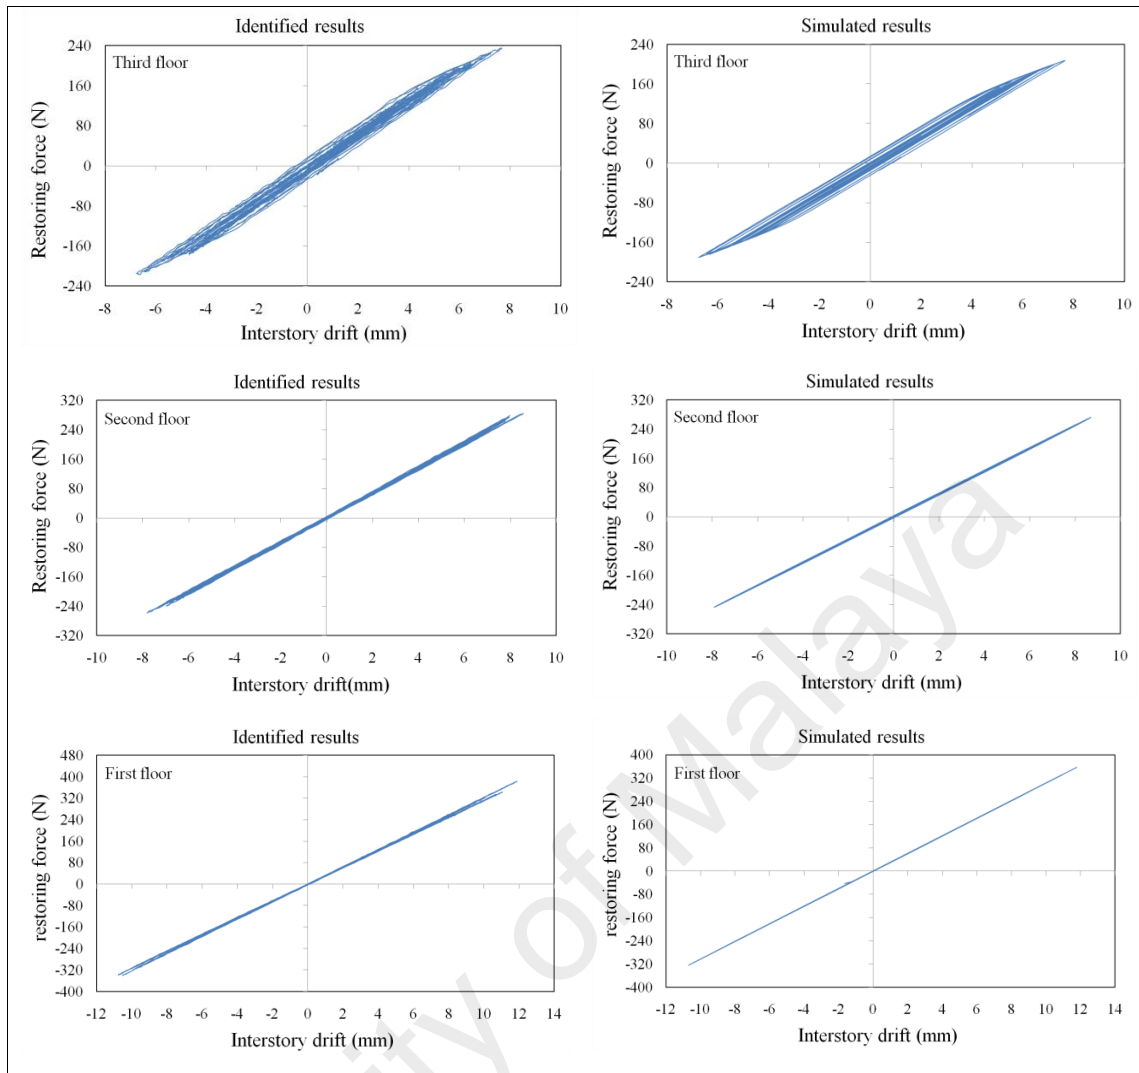 Identified results
Third floor
240
160
80
0
-80
-160
-240
Restoring force (N)
-8 -6 -4 -2 0 2 4 6 8 10
Interstory drift (mm)
Simulated results
Third floor
240
160
80
0
-80
-160
-240
Restoring force (N)
-8 -6 -4 -2 0 2 4 6 8 10
Interstory drift (mm)
Identified results
Second floor
320
240
160
80
0
-80
-160
-240
-320
Restoring force (N)
-10 -8 -6 -4 -2 0 2 4 6 8 10
Interstory drift(mm)
Simulated results
Second floor
320
240
160
80
0
-80
-160
-240
-320
Restoring force (N)
-10 -8 -6 -4 -2 0 2 4 6 8 10
Interstory drift (mm)
Identified results
First floor
480
400
320
240
160
80
0
-80
-160
-240
-320
-400
restoring force (N)
-12 -10 -8 -6 -4 -2 0 2 4 6 8 10 12 14
Interstory drift (mm)
Simulated results
First floor
400
320
240
160
80
0
-80
-160
-240
-320
-400
restoring force (N)
-12 -10 -8 -6 -4 -2 0 2 4 6 8 10 12 14
Interstory drift (mm)
ity of Malaya